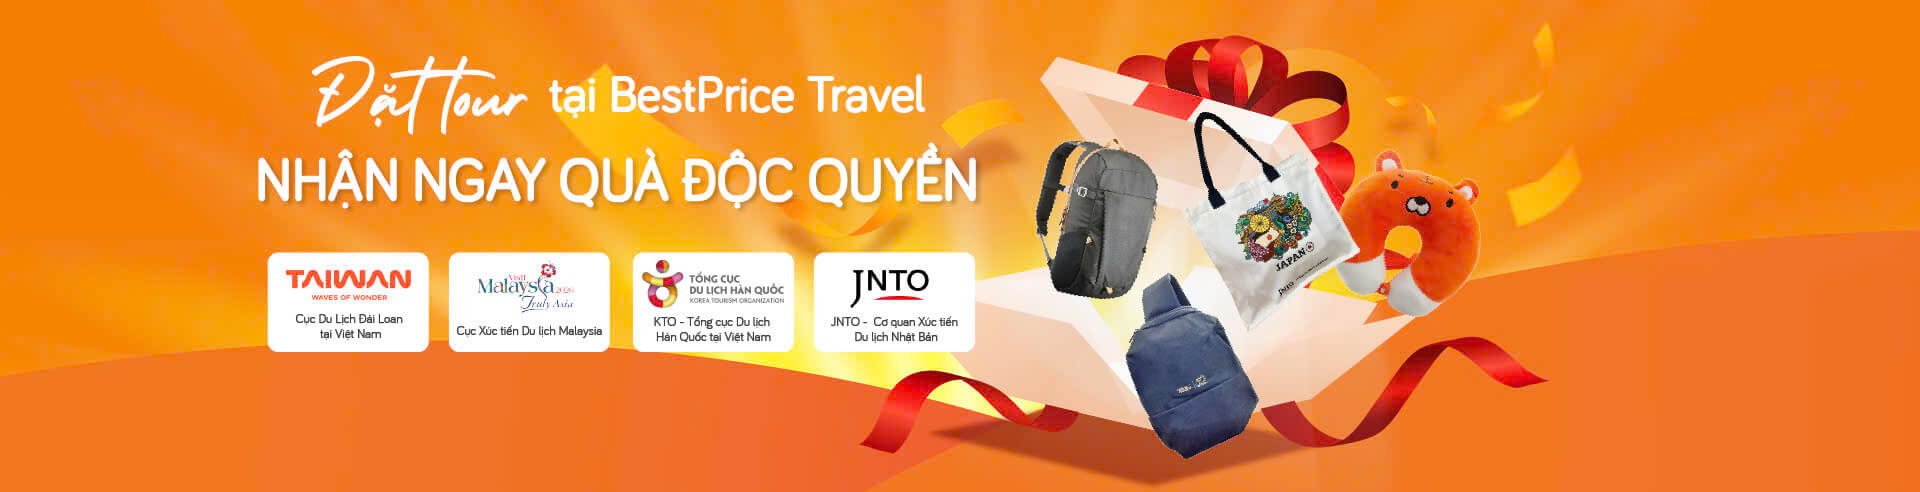 Đặt tour tại BestPrice Travel
NHẬN NGAY QUÀ ĐỘC QUYỀN
TAIWAN
WAVES OF WONDER
Cục Du Lịch Đài Loan
tại Việt Nam
Visit
Malaysia 2026
Truly Asia
Cục Xúc tiến Du lịch Malaysia
TỔNG CỤC
DU LỊCH HÀN QUỐC
KOREA TOURISM ORGANIZATION
KTO - Tổng cục Du lịch
Hàn Quốc tại Việt Nam
JNTO
JNTO - Cơ quan Xúc tiến
Du lịch Nhật Bản
JAPAN
JNTO